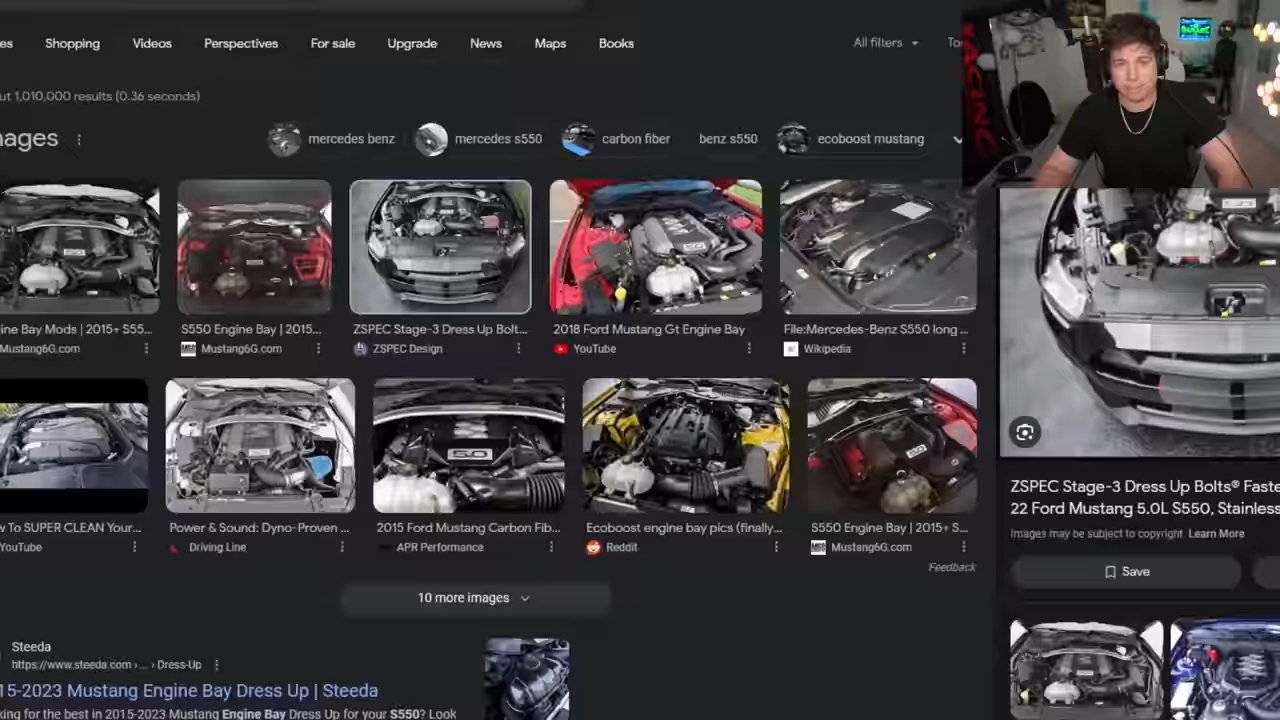 es Shopping Videos Perspectives For sale Upgrade News Maps Books All filters To
ut 1,010,000 results (0.36 seconds)
RACING
nages
mercedes benz mercedes s550 carbon fiber benz s550 ecoboost mustang
ine Bay Mods | 2015+ S55... S550 Engine Bay | 2015... ZSPEC Stage-3 Dress Up Bolt... 2018 Ford Mustang Gt Engine Bay File:Mercedes-Benz S550 long ...
Mustang6G.com Mustang6G.com ZSPEC Design YouTube Wikipedia
5.0
w To SUPER CLEAN Your... Power & Sound: Dyno-Proven ... 2015 Ford Mustang Carbon Fib... Ecoboost engine bay pics (finally... S550 Engine Bay | 2015+ S...
YouTube Driving Line APR Performance Reddit Mustang6G.com
Feedback
10 more images
ZSPEC Stage-3 Dress Up Bolts® Faste
22 Ford Mustang 5.0L S550, Stainless
Images may be subject to copyright Learn More
Save
Steeda
https://www.steeda.com › ... › Dress-Up
15-2023 Mustang Engine Bay Dress Up | Steeda
king for the best in 2015-2023 Mustang Engine Bay Dress Up for your S550? Look